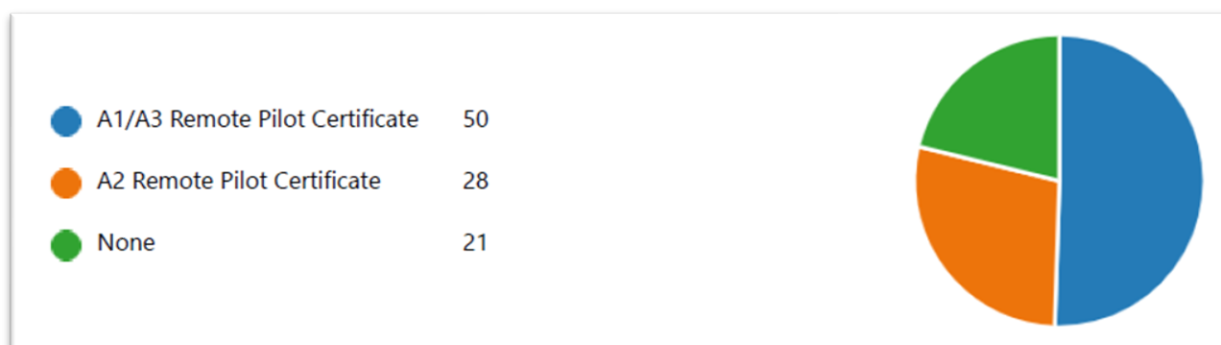 A1/A3 Remote Pilot Certificate 50
A2 Remote Pilot Certificate 28
None 21